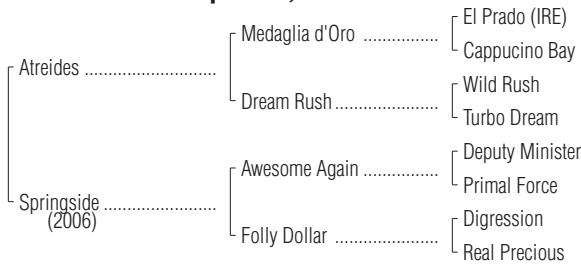 El Prado (IRE)
Medaglia d'Oro ................
Cappucino Bay
Atreides ............................
Wild Rush
Dream Rush ......................
Turbo Dream
Deputy Minister
Awesome Again ................
Primal Force
Springside ........................
(2006)
Digression
Folly Dollar ......................
Real Precious